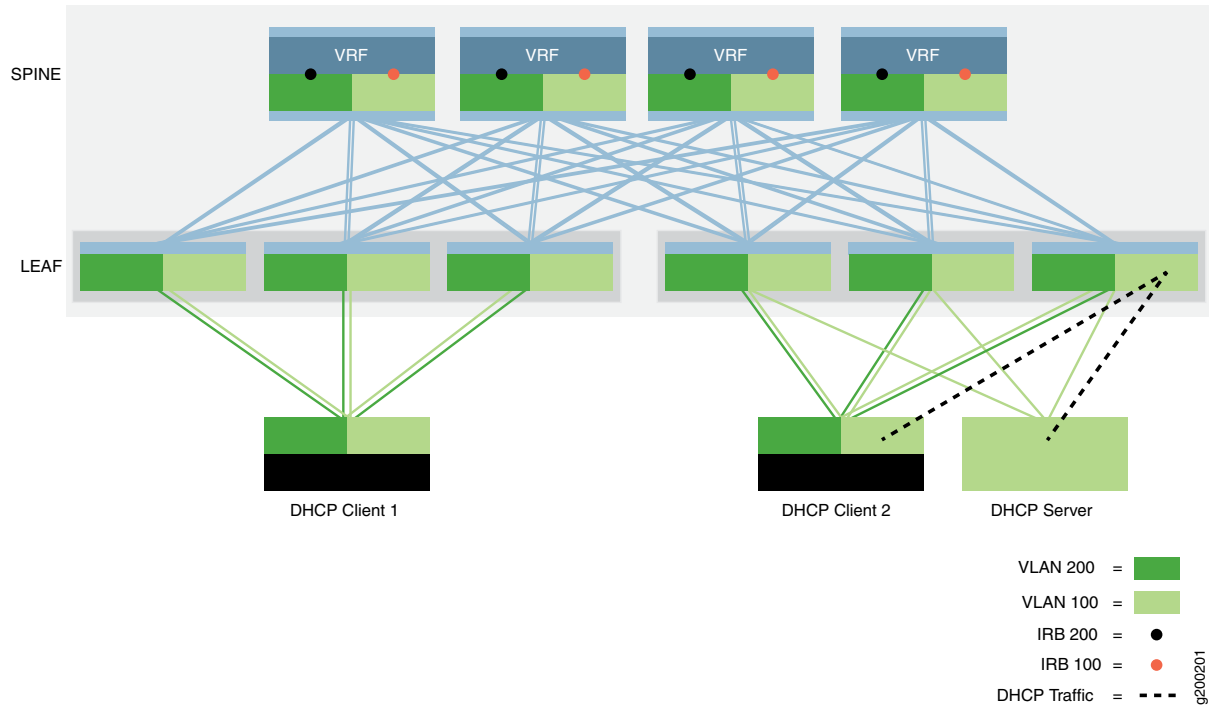 VRF VRF VRF VRF
SPINE
LEAF
DHCP Client 1 DHCP Client 2 DHCP Server
VLAN 200 =
VLAN 100 =
IRB 200 =
IRB 100 =
DHCP Traffic =
g200201